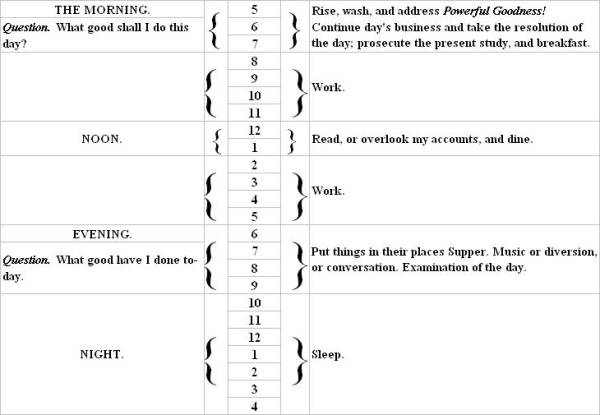 THE MORNING.
Question. What good shall I do this
day?
5
6
7
Rise, wash, and address Powerful Goodness!
Continue day's business and take the resolution of
the day; prosecute the present study, and breakfast.
8
9
10
11
Work.
NOON.
12
1
Read, or overlook my accounts, and dine.
2
3
4
5
Work.
EVENING.
Question. What good have I done to-
day.
6
7
8
9
Put things in their places Supper. Music or diversion,
or conversation. Examination of the day.
NIGHT.
10
11
12
1
2
3
4
Sleep.